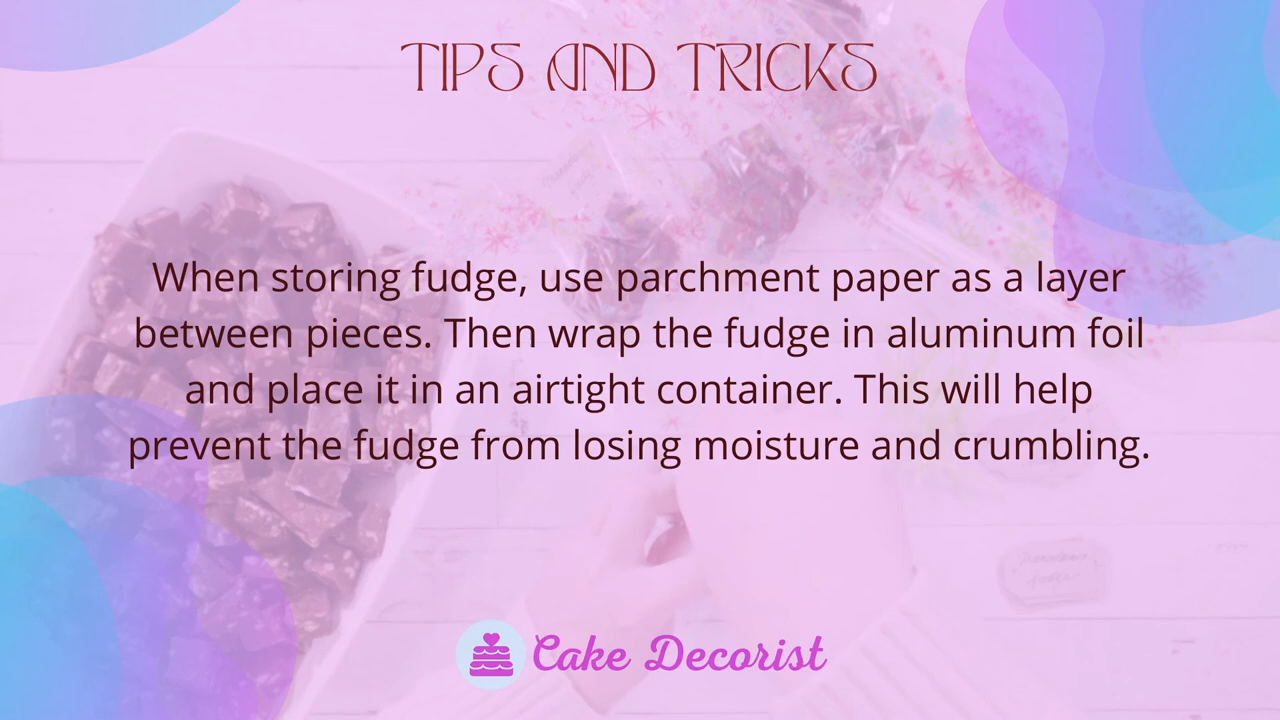 TIPS AND TRICKS
When storing fudge, use parchment paper as a layer
between pieces. Then wrap the fudge in aluminum foil
and place it in an airtight container. This will help
prevent the fudge from losing moisture and crumbling.
Cake Decorist